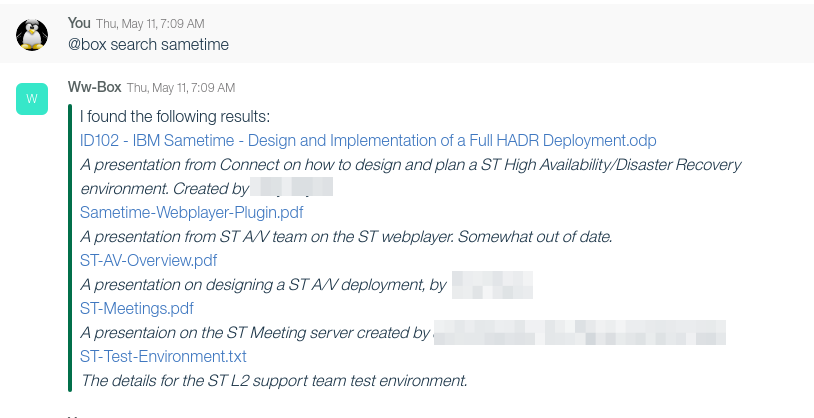 You Thu, May 11, 7:09 AM
@box search sametime
W
Ww-Box Thu, May 11, 7:09 AM
I found the following results:
ID102 - IBM Sametime - Design and Implementation of a Full HADR Deployment.odp
A presentation from Connect on how to design and plan a ST High Availability/Disaster Recovery
environment. Created by
Sametime-Webplayer-Plugin.pdf
A presentation from ST A/V team on the ST webplayer. Somewhat out of date.
ST-AV-Overview.pdf
A presentation on designing a ST A/V deployment, by
ST-Meetings.pdf
A presentaion on the ST Meeting server created by
ST-Test-Environment.txt
The details for the ST L2 support team test environment.